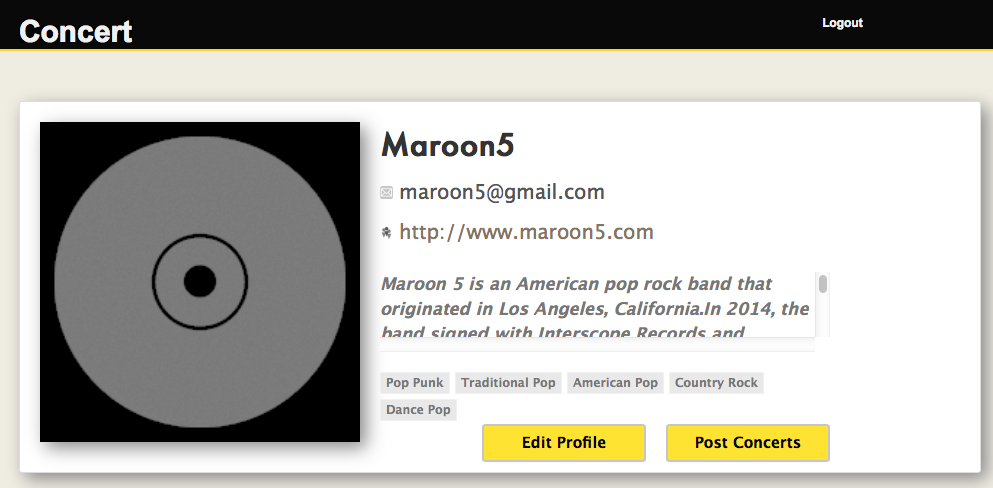 Concert
Logout
Maroon5
maroon5@gmail.com
http://www.maroon5.com
Maroon 5 is an American pop rock band that
originated in Los Angeles, California.In 2014, the
band signed with Interscope Records and
Pop Punk Traditional Pop American Pop Country Rock
Dance Pop
Edit Profile Post Concerts